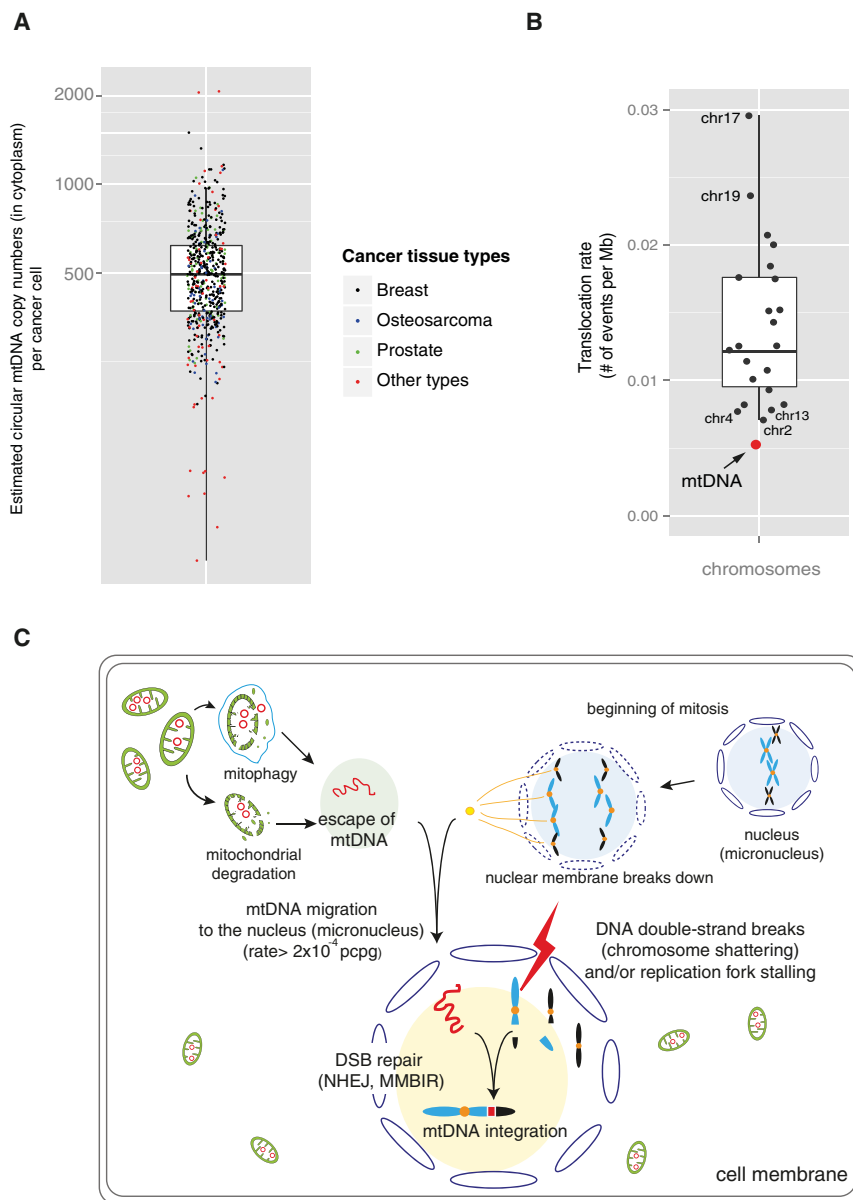 A
Estimated circular mtDNA copy numbers (in cytoplasm)
per cancer cell
2000
1000
500
Cancer tissue types
Breast
Osteosarcoma
Prostate
Other types
B
Translocation rate
(# of events per Mb)
0.03
0.02
0.01
0.00
chr17
chr19
chr4
chr13
chr2
mtDNA
chromosomes
C
beginning of mitosis
mitophagy
escape of
mtDNA
mitochondrial
degradation
nucleus
(micronucleus)
nuclear membrane breaks down
mtDNA migration
to the nucleus (micronucleus)
(rate> 2x10⁻⁴ pcpg)
DNA double-strand breaks
(chromosome shattering)
and/or replication fork stalling
DSB repair
(NHEJ, MMBIR)
mtDNA integration
cell membrane